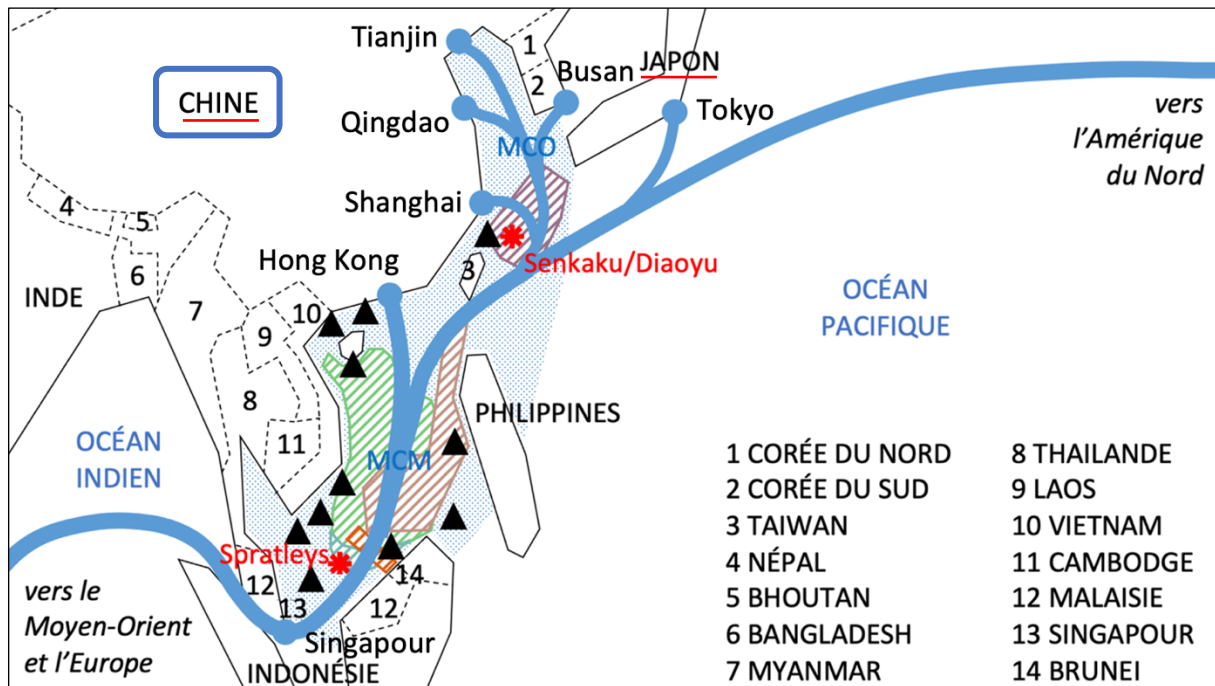 Tianjin
1
CHINE
2
Busan
JAPON
Qingdao
Tokyo
vers
l'Amérique
du Nord
MCO
4
5
Shanghai
6
Hong Kong
3
Senkaku/Diaoyu
INDE
7
10
OCÉAN
PACIFIQUE
9
8
PHILIPPINES
11
OCÉAN
INDIEN
MCM
Spratleys
12
14
13
12
vers le
Moyen-Orient
et l'Europe
Singapour
INDONÉSIE
1 CORÉE DU NORD
2 CORÉE DU SUD
3 TAIWAN
4 NÉPAL
5 BHOUTAN
6 BANGLADESH
7 MYANMAR
8 THAILANDE
9 LAOS
10 VIETNAM
11 CAMBODGE
12 MALAISIE
13 SINGAPOUR
14 BRUNEI